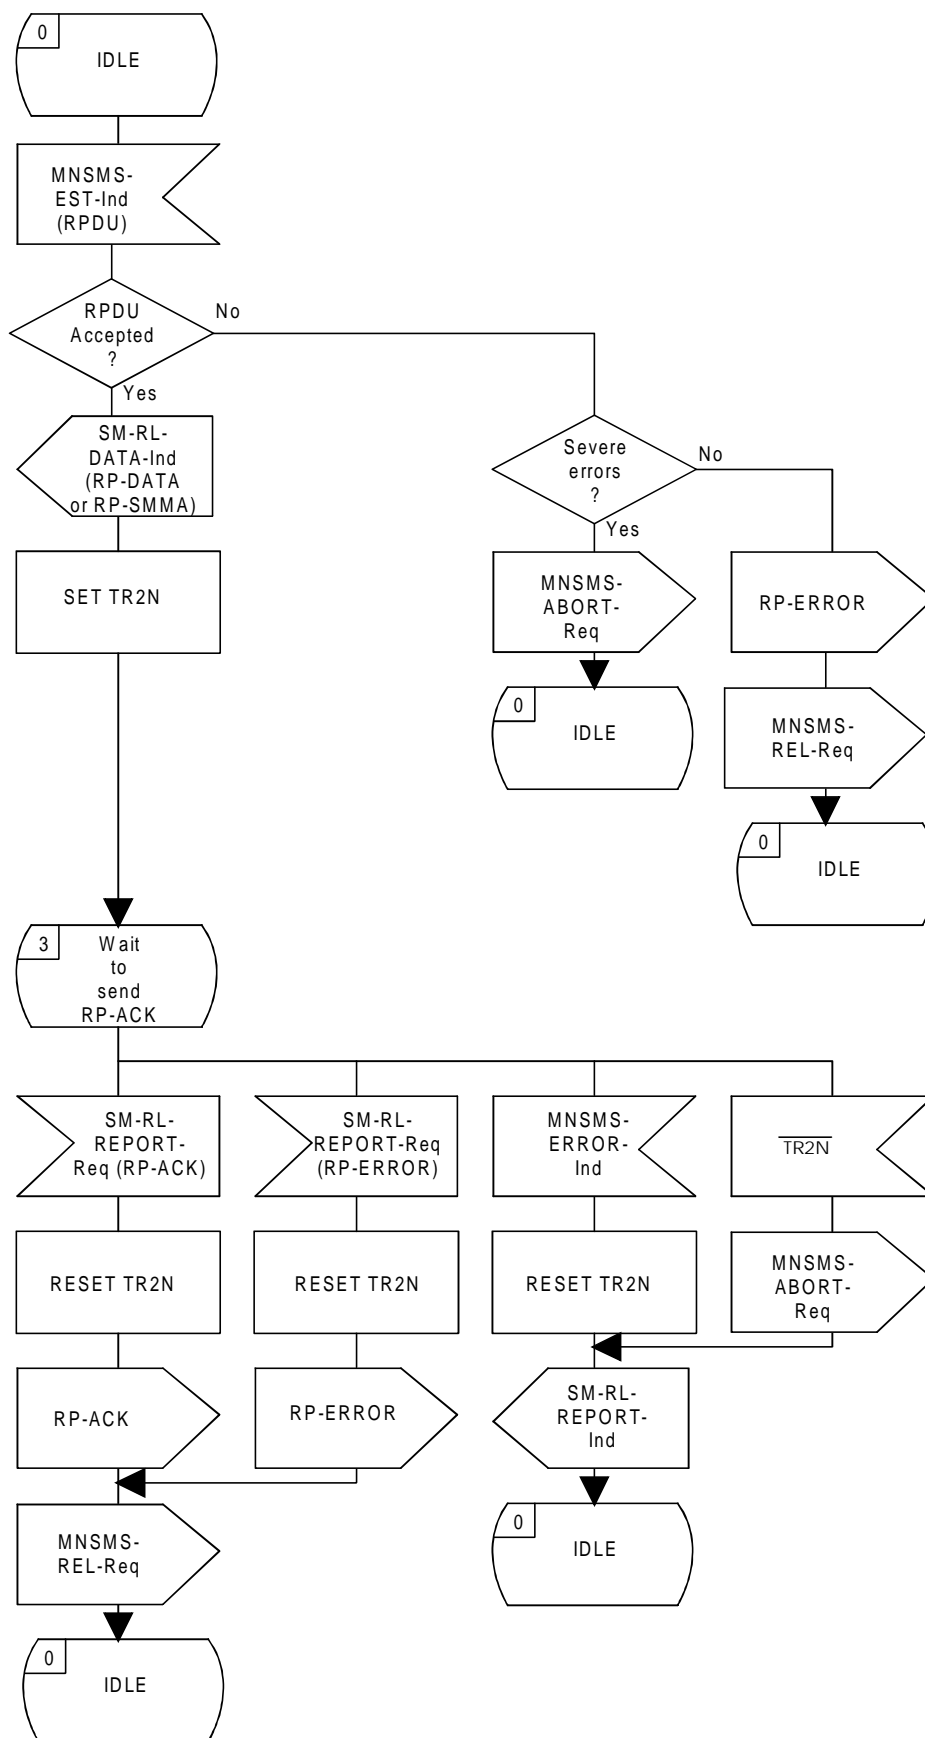 0
IDLE
MNSMS-
EST-Ind
(RPDU)
RPDU
Accepted
?
No
Yes
SM-RL-
DATA-Ind
(RP-DATA
or RP-SMMA)
SET TR2N
Severe
errors
?
No
Yes
MNSMS-
ABORT-
Req
RP-ERROR
0
IDLE
MNSMS-
REL-Req
0
IDLE
3
Wait
to
send
RP-ACK
SM-RL-
REPORT-
Req (RP-ACK)
SM-RL-
REPORT-Req
(RP-ERROR)
MNSMS-
ERROR-
Ind
TR2N
RESET TR2N
RESET TR2N
RESET TR2N
MNSMS-
ABORT-
Req
RP-ACK
RP-ERROR
SM-RL-
REPORT-
Ind
MNSMS-
REL-Req
0
IDLE
0
IDLE